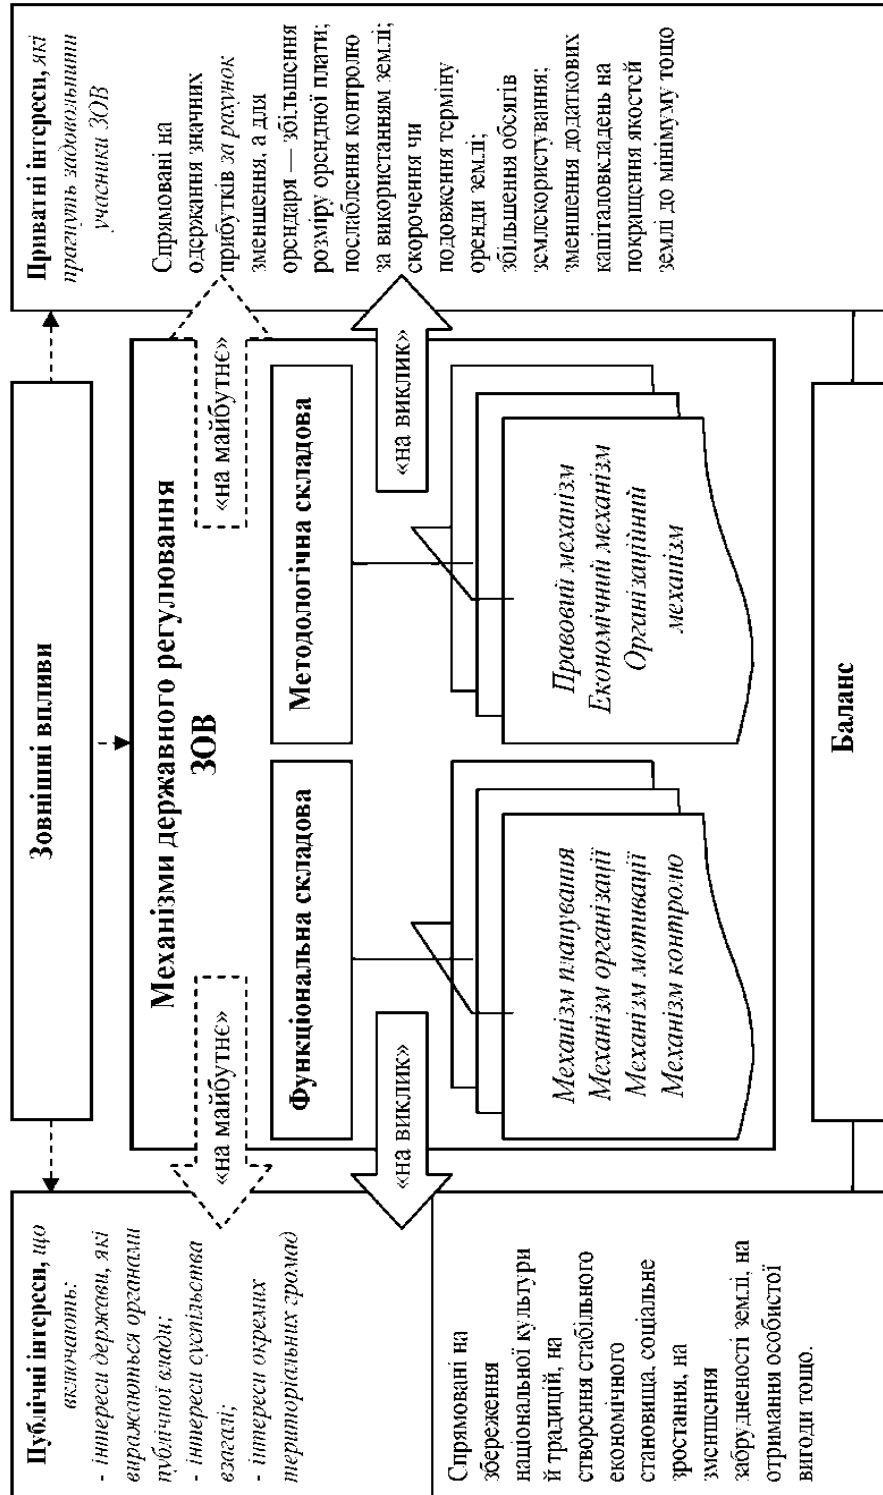 Публічні інтереси, що
включають:
- інтереси держави, які
виражаються органами
публічної влади;
- інтереси суспільства
взагалі;
- інтереси окремих
територіальних громад
Спрямовані на
збереження
національної культури
й традицій, на
створення стабільного
економічного
становища, соціальне
зростання, на
зменшення
забрудненості землі, на
отримання особистої
вигоди тощо.
Зовнішні впливи
Механізми державного регулювання
ЗОВ
«на майбутнє»
«на майбутнє»
Функціональна складова
Методологічна складова
«на виклик»
«на виклик»
Механізм планування
Механізм організації
Механізм мотивації
Механізм контролю
Правовий механізм
Економічний механізм
Організаційний
механізм
Баланс
Приватні інтереси, які
прагнуть задовольнити
учасники ЗОВ
Спрямовані на
одержання значних
прибутків за рахунок
зменшення, а для
орендаря — збільшення
розміру орендної плати;
послаблення контролю
за використанням землі;
скорочення чи
подовження терміну
оренди землі;
збільшення обсягів
землекористування;
зменшення додаткових
капіталовкладень на
покращення якостей
землі до мінімуму тощо